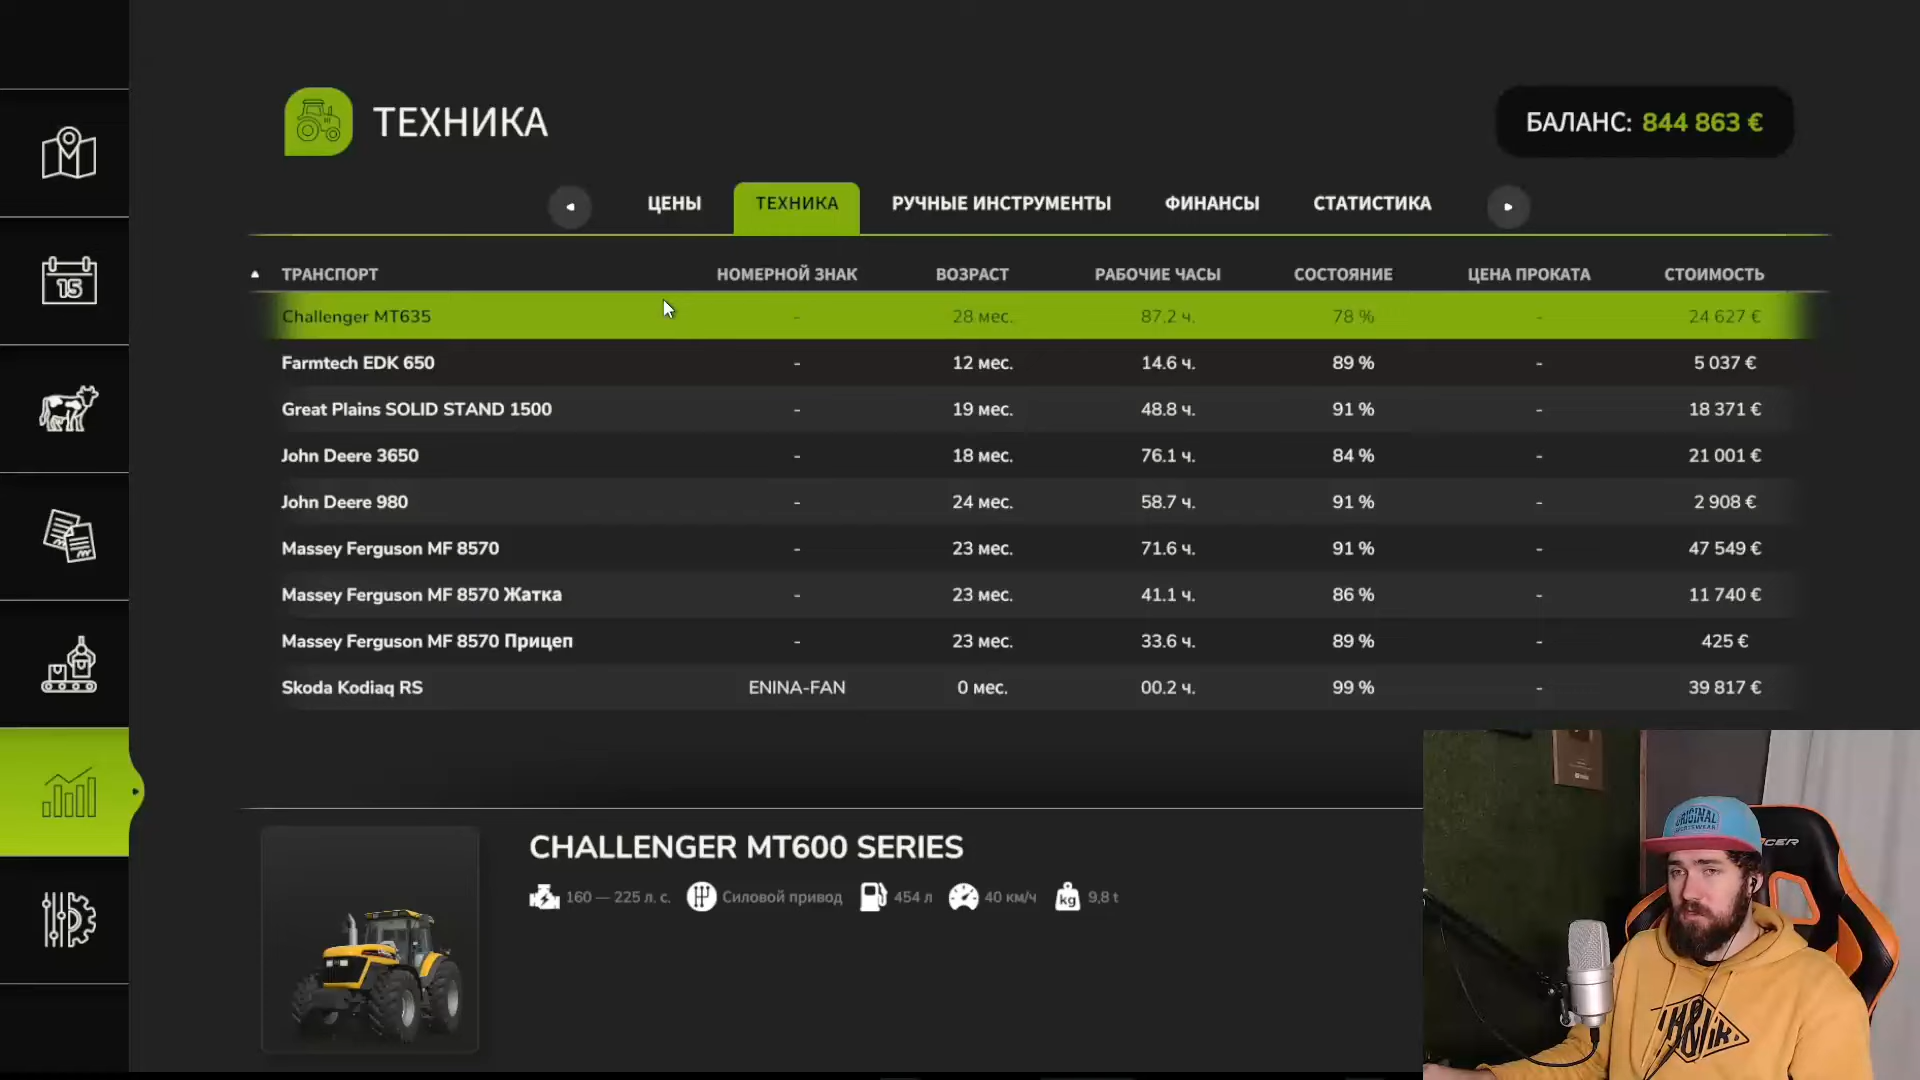 ТЕХНИКА
БАЛАНС: 844 863 €
ЦЕНЫ ТЕХНИКА РУЧНЫЕ ИНСТРУМЕНТЫ ФИНАНСЫ СТАТИСТИКА
ТРАНСПОРТ НОМЕРНОЙ ЗНАК ВОЗРАСТ РАБОЧИЕ ЧАСЫ СОСТОЯНИЕ ЦЕНА ПРОКАТА СТОИМОСТЬ
Challenger MT635 - 28 мес. 87.2 ч. 78 % - 24 627 €
Farmtech EDK 650 - 12 мес. 14.6 ч. 89 % - 5 037 €
Great Plains SOLID STAND 1500 - 19 мес. 48.8 ч. 91 % - 18 371 €
John Deere 3650 - 18 мес. 76.1 ч. 84 % - 21 001 €
John Deere 980 - 24 мес. 58.7 ч. 91 % - 2 908 €
Massey Ferguson MF 8570 - 23 мес. 71.6 ч. 91 % - 47 549 €
Massey Ferguson MF 8570 Жатка - 23 мес. 41.1 ч. 86 % - 11 740 €
Massey Ferguson MF 8570 Прицеп - 23 мес. 33.6 ч. 89 % - 425 €
Skoda Kodiaq RS ENINA-FAN 0 мес. 00.2 ч. 99 % - 39 817 €
15
CHALLENGER MT600 SERIES
160 — 225 л. с. Силовой привод 454 л 40 км/ч kg 9,8 t
ORIGINAL